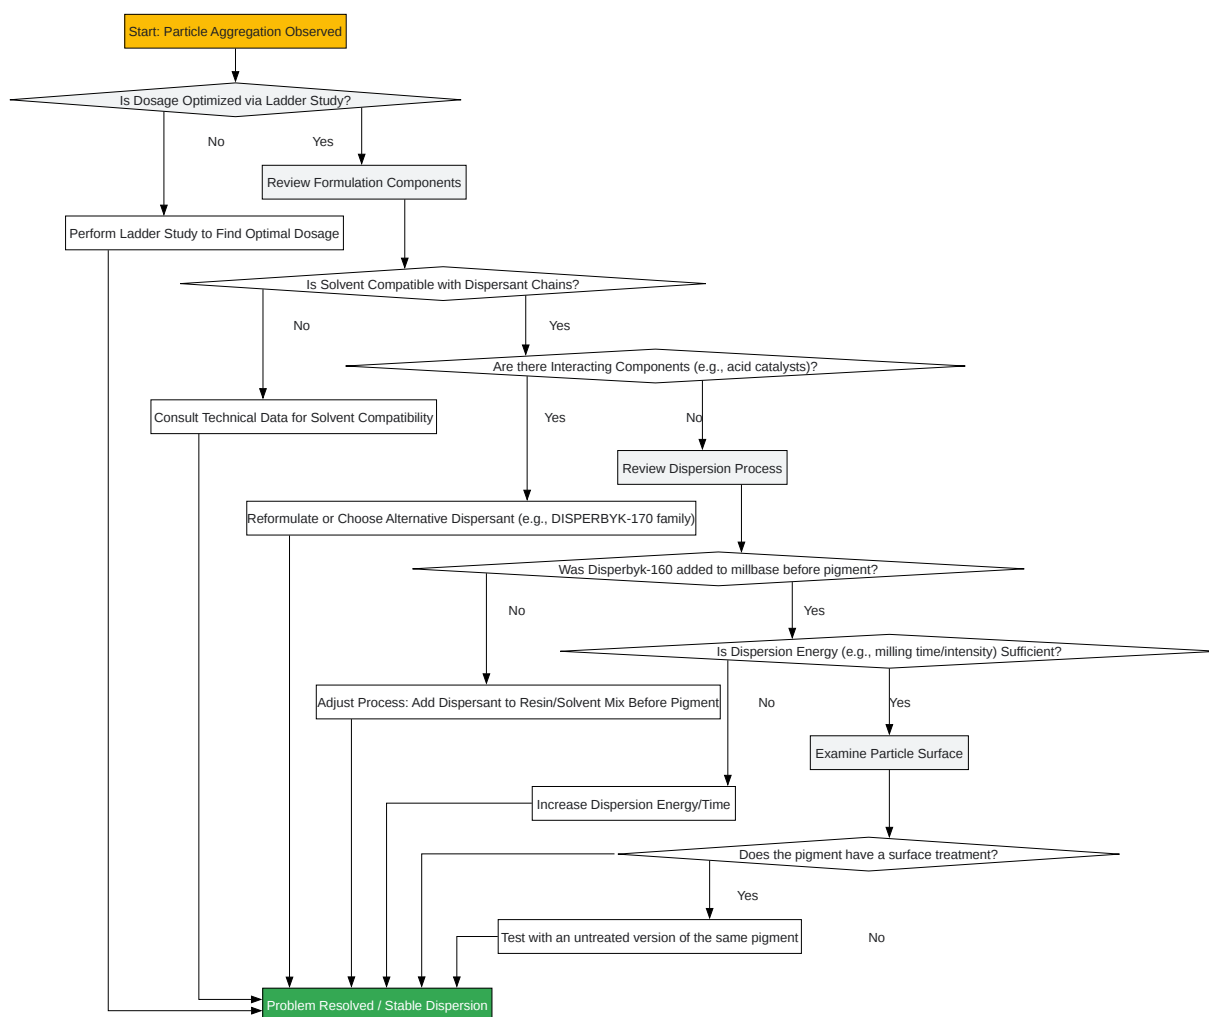 Start: Particle Aggregation Observed
Is Dosage Optimized via Ladder Study?
No
Yes
Review Formulation Components
Perform Ladder Study to Find Optimal Dosage
Is Solvent Compatible with Dispersant Chains?
No
Yes
Are there Interacting Components (e.g., acid catalysts)?
Consult Technical Data for Solvent Compatibility
Yes
No
Review Dispersion Process
Reformulate or Choose Alternative Dispersant (e.g., DISPERBYK-170 family)
Was Disperbyk-160 added to millbase before pigment?
No
Yes
Is Dispersion Energy (e.g., milling time/intensity) Sufficient?
Adjust Process: Add Dispersant to Resin/Solvent Mix Before Pigment
No
Yes
Examine Particle Surface
Increase Dispersion Energy/Time
Does the pigment have a surface treatment?
Yes
Test with an untreated version of the same pigment
No
Problem Resolved / Stable Dispersion